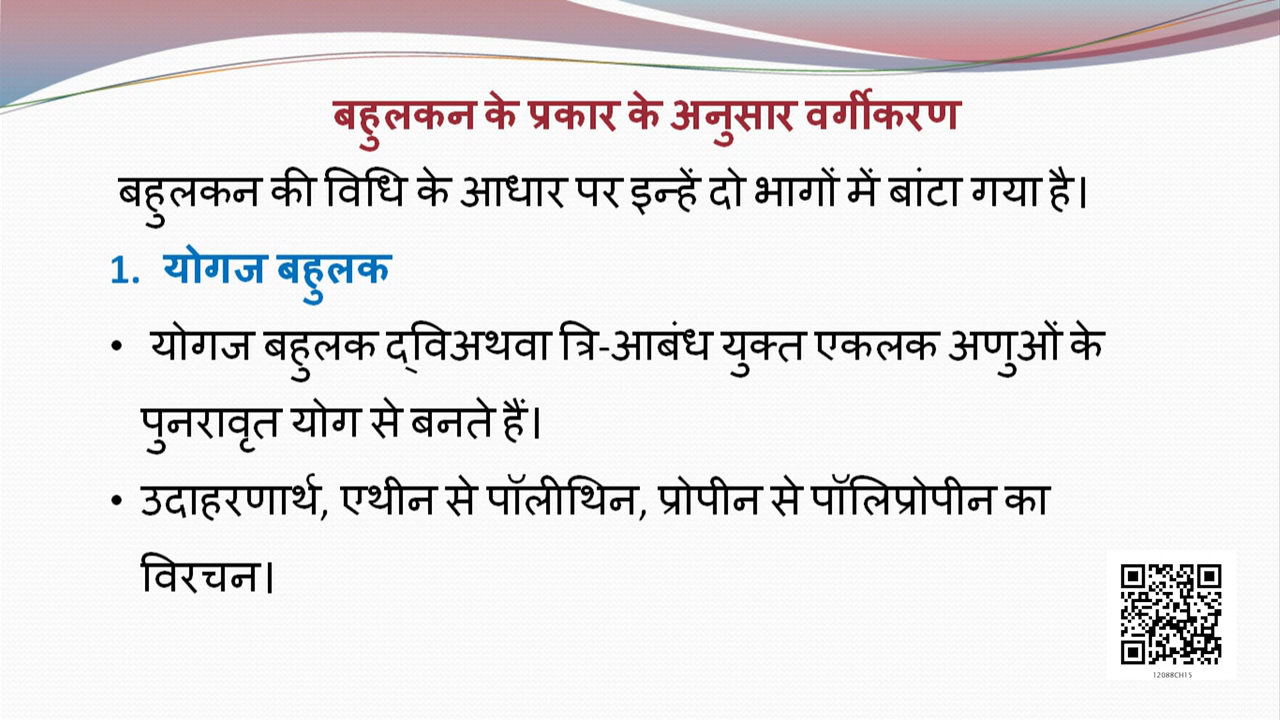 बहुलकन के प्रकार के अनुसार वर्गीकरण
बहुलकन की विधि के आधार पर इन्हें दो भागों में बांटा गया है।
1. योगज बहुलक
• योगज बहुलक द्विअथवा त्रि-आबंध युक्त एकलक अणुओं के
पुनरावृत योग से बनते हैं।
• उदाहरणार्थ, एथीन से पॉलीथिन, प्रोपीन से पॉलिप्रोपीन का
विरचन।
12088CH15